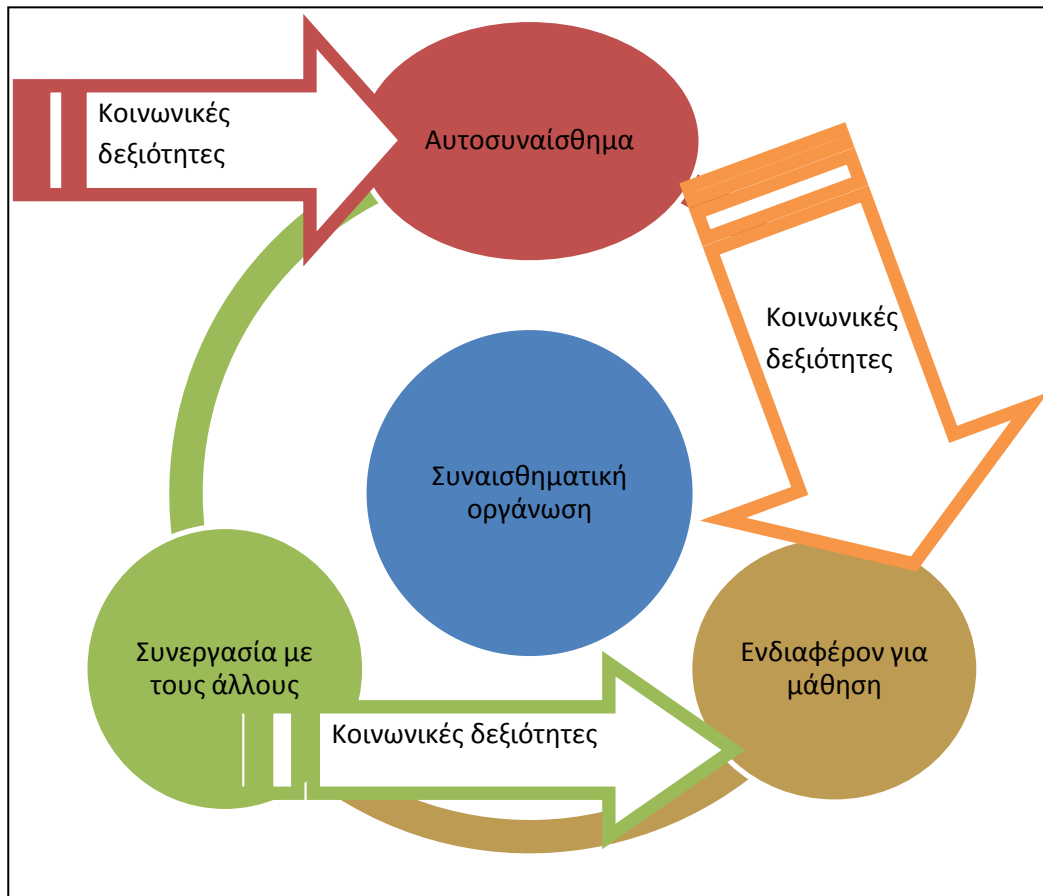 Κοινωνικές
δεξιότητες
Αυτοσυναίσθημα
Κοινωνικές
δεξιότητες
Συναισθηματική
οργάνωση
Συνεργασία με
τους άλλους
Ενδιαφέρον για
μάθηση
Κοινωνικές δεξιότητες